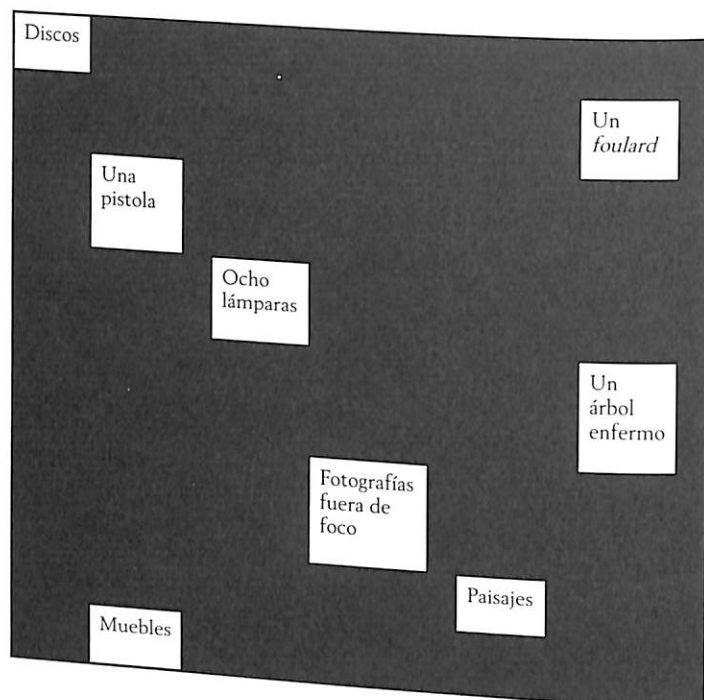 Discos
Un
foulard
Una
pistola
Ocho
lámparas
Un
árbol
enfermo
Fotografías
fuera de
foco
Paisajes
Muebles